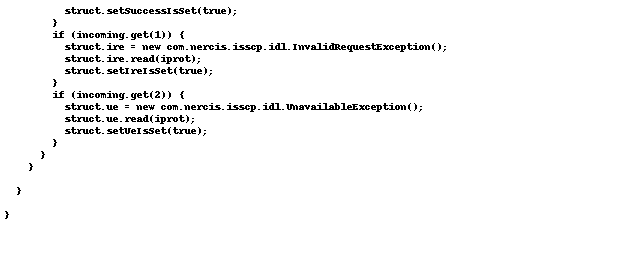 struct.setSuccessIsSet(true);
}
if (incoming.get(1)) {
struct.ire = new com.nercis.isscp.idl.InvalidRequestException();
struct.ire.read(iprot);
struct.setIreIsSet(true);
}
if (incoming.get(2)) {
struct.ue = new com.nercis.isscp.idl.UnavailableException();
struct.ue.read(iprot);
struct.setUeIsSet(true);
}
}
}
}
}